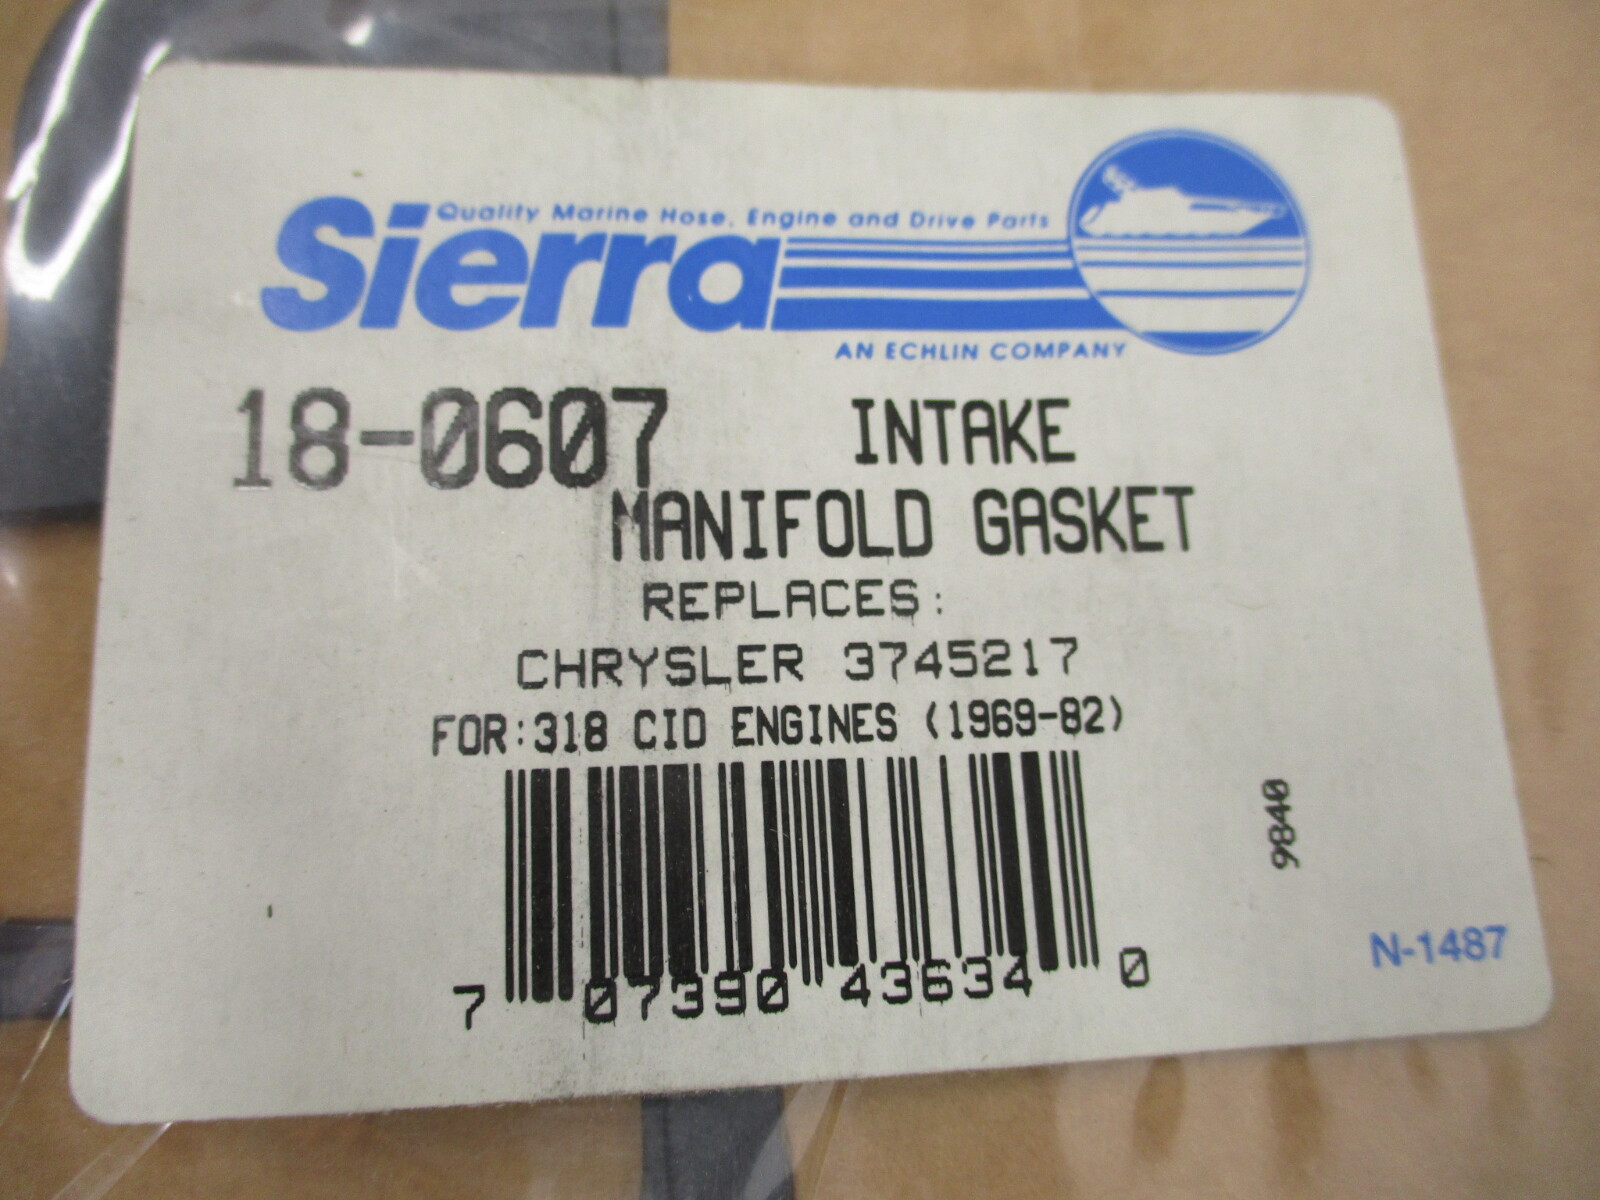 Quality Marine Hose, Engine and Drive Parts
Sierra
AN ECHLIN COMPANY
18-0607 INTAKE
MANIFOLD GASKET
REPLACES:
CHRYSLER 3745217
FOR:318 CID ENGINES (1969-82)
7 07390 43634 0
9840
N-1487